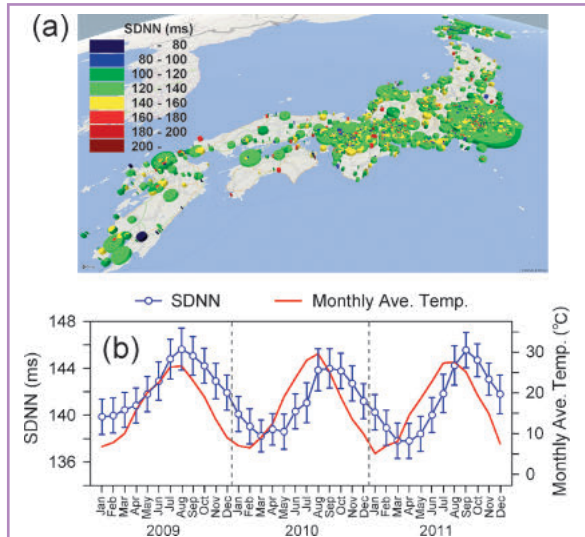 (a)
SDNN (ms)
- 80
80 - 100
100 - 120
120 - 140
140 - 160
160 - 180
180 - 200
200 -
SDNN
Monthly Ave. Temp.
(b)
SDNN (ms)
148
144
140
136
Monthly Ave. Temp. (°C)
30
20
10
0
Jan Feb Mar Apr May Jun Jul Aug Sep Oct Nov Dec Jan Feb Mar Apr May Jun Jul Aug Sep Oct Nov Dec Jan Feb Mar Apr May Jun Jul Aug Sep Oct Nov Dec
2009 2010 2011